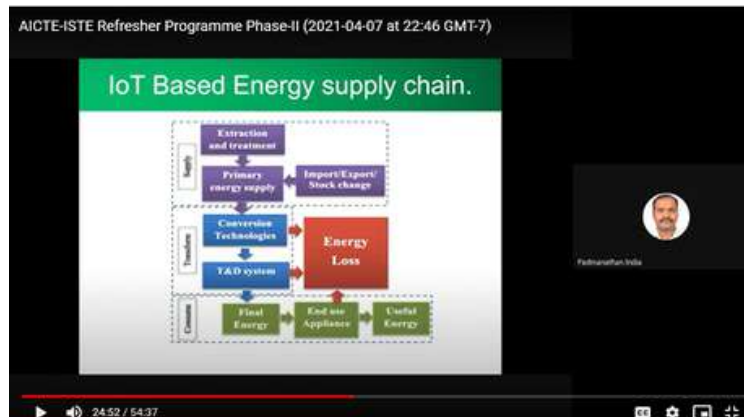 AICTE-ISTE Refresher Programme Phase-II (2021-04-07 at 22:46 GMT-7)
IoT Based Energy supply chain.
Extraction
and treatment
Supply
Primary
energy supply
Import/Export/
Stock change
Conversion
Technologies
Transform
Energy
Loss
T&D system
Consume
Final
Energy
End use
Appliance
Useful
Energy
Padmanathan India
24:52 / 54:37
CC